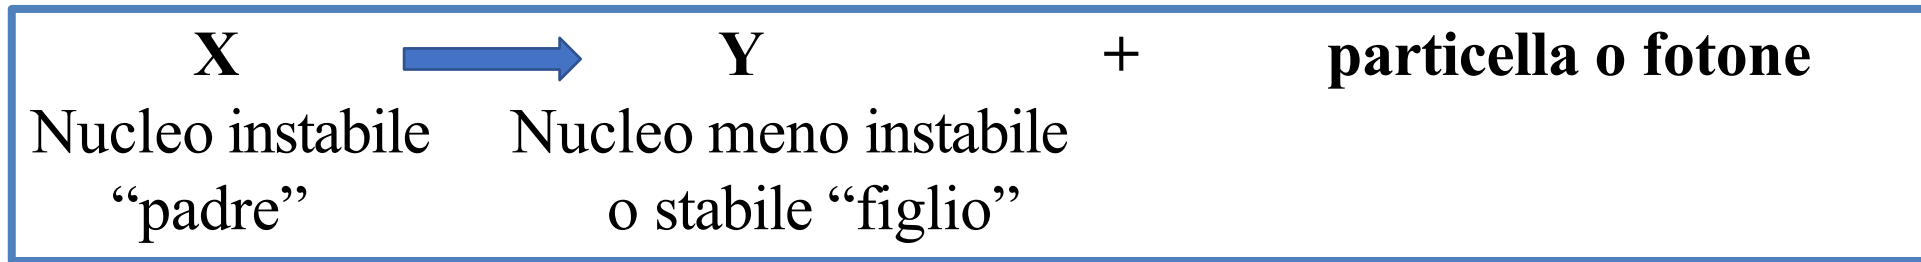 X Y + particella o fotone
Nucleo instabile Nucleo meno instabile
“padre” o stabile “figlio”